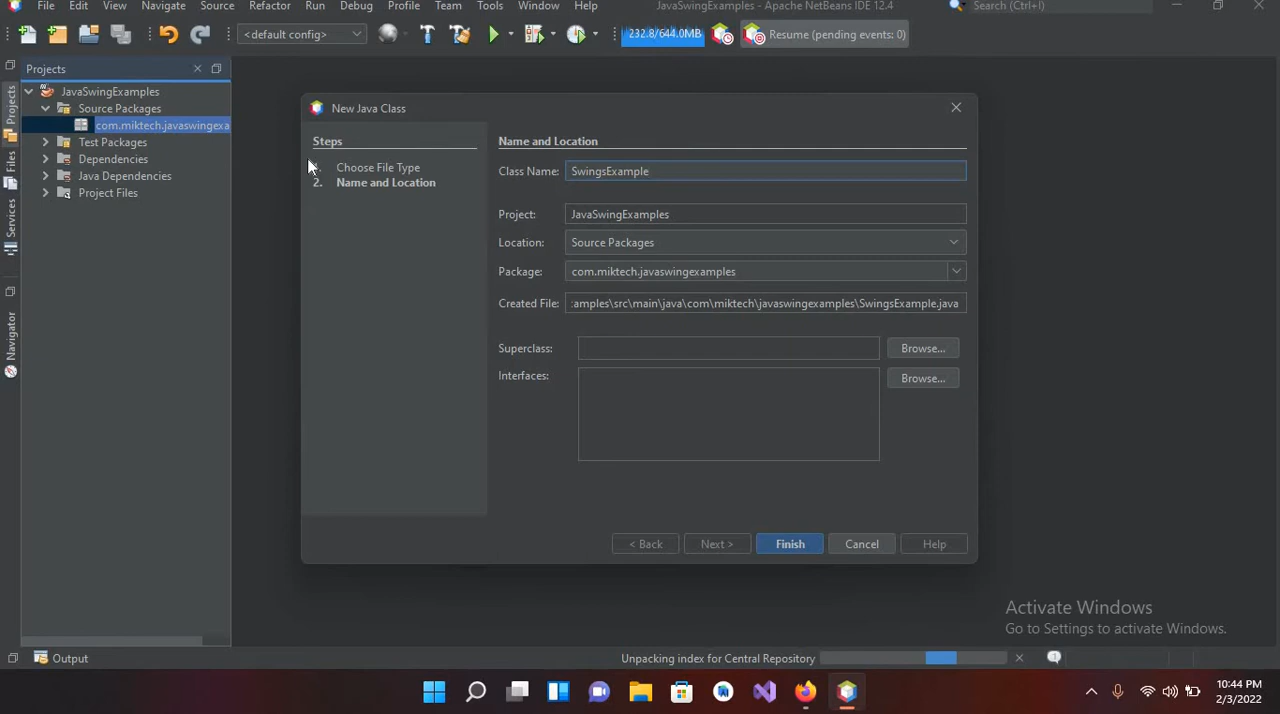 File Edit View Navigate Source Refactor Run Debug Profile Team Tools Window Help JavaSwingExamples - Apache NetBeans IDE 12.4 Search (Ctrl+I)
<default config> 232.8/644.0MB Resume (pending events: 0)
Projects
JavaSwingExamples
Source Packages
com.miktech.javaswingexa
Test Packages
Dependencies
Java Dependencies
Project Files
Projects
Files
Services
Navigator
New Java Class
Steps
Choose File Type
2. Name and Location
Name and Location
Class Name: SwingsExample
Project: JavaSwingExamples
Location: Source Packages
Package: com.miktech.javaswingexamples
Created File: :amples\src\main\java\com\miktech\javaswingexamples\SwingsExample.java
Superclass: Browse...
Interfaces: Browse...
< Back Next > Finish Cancel Help
Activate Windows
Go to Settings to activate Windows.
Output Unpacking index for Central Repository
10:44 PM
2/3/2022